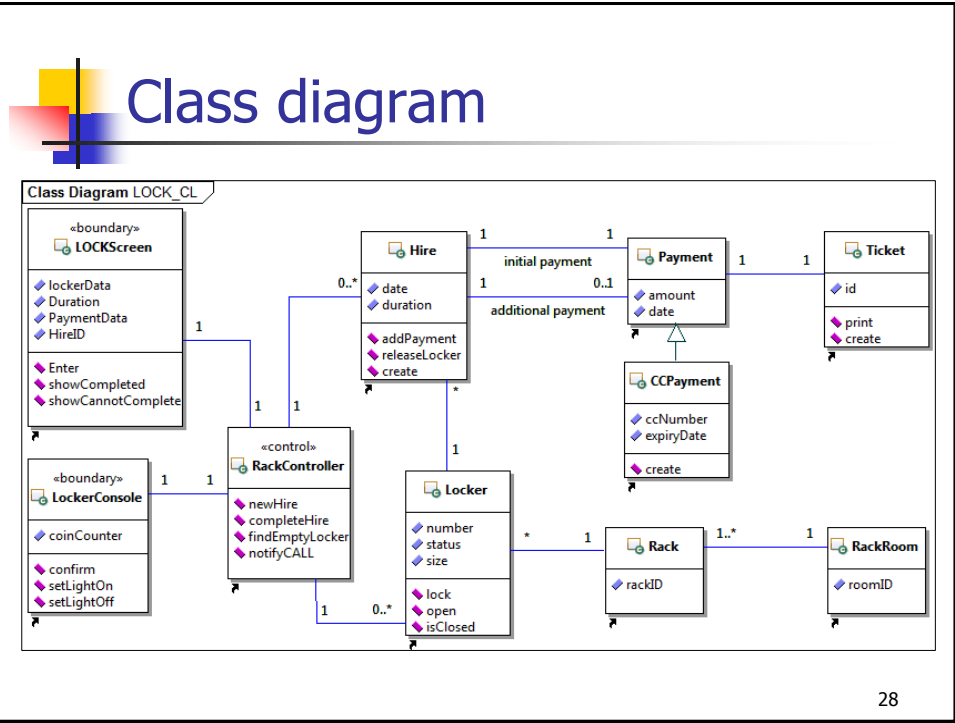 Class diagram
Class Diagram LOCK_CL
«boundary»
LOCKScreen
lockerData
Duration
PaymentData
HireID
Enter
showCompleted
showCannotComplete
1
1
«boundary»
LockerConsole
coinCounter
confirm
setLightOn
setLightOff
1
1
«control»
RackController
newHire
completeHire
findEmptyLocker
notifyCALL
0..*
1
1
0..*
Hire
date
duration
addPayment
releaseLocker
create
1
1
initial payment
1
0..1
additional payment
*
1
Payment
amount
date
1
1
Ticket
id
print
create
CCPayment
ccNumber
expiryDate
create
Locker
number
status
size
lock
open
isClosed
*
1
Rack
rackID
1..*
1
RackRoom
roomID
28